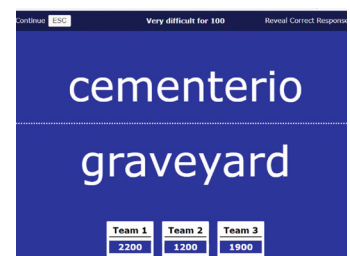 Continue ESC Very difficult for 100 Reveal Correct Response
cementerio
graveyard
Team 1 Team 2 Team 3
2200 1200 1900